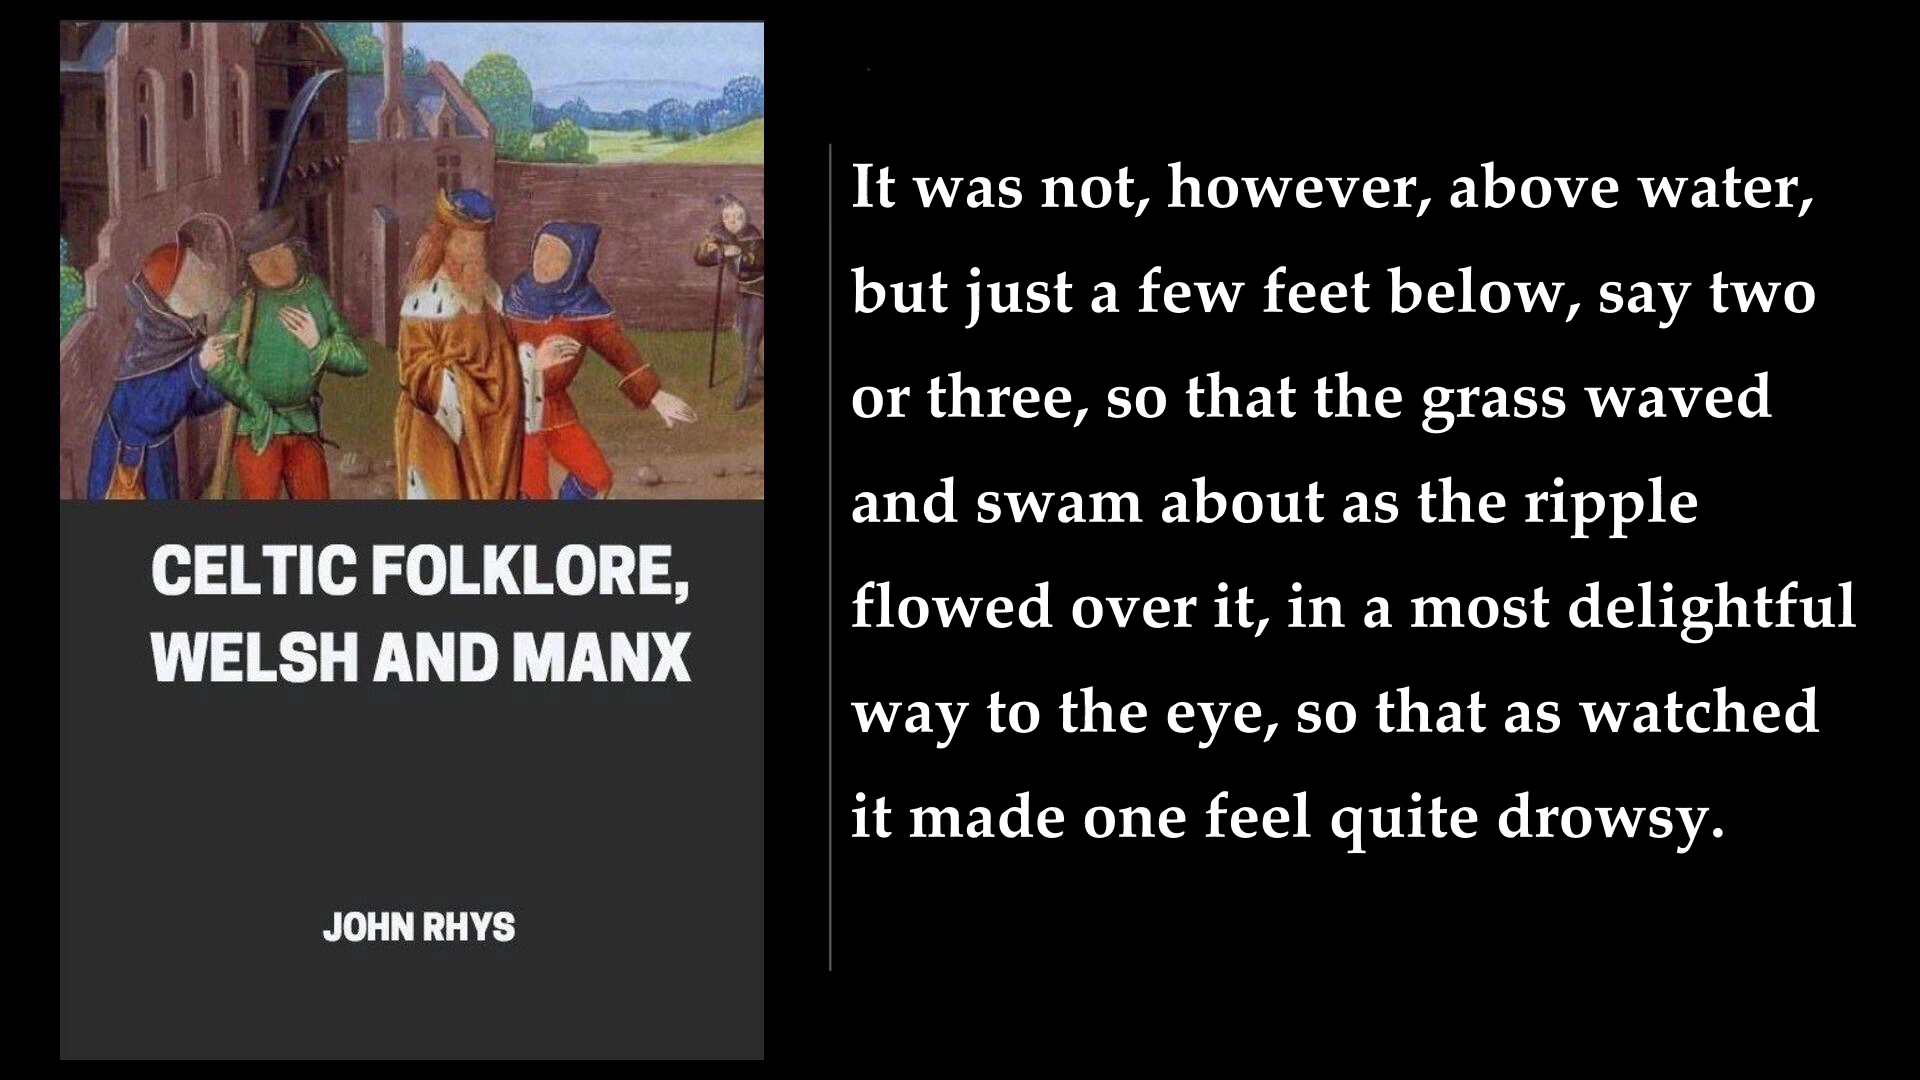 CELTIC FOLKLORE,
WELSH AND MANX
JOHN RHYS
It was not, however, above water,
but just a few feet below, say two
or three, so that the grass waved
and swam about as the ripple
flowed over it, in a most delightful
way to the eye, so that as watched
it made one feel quite drowsy.